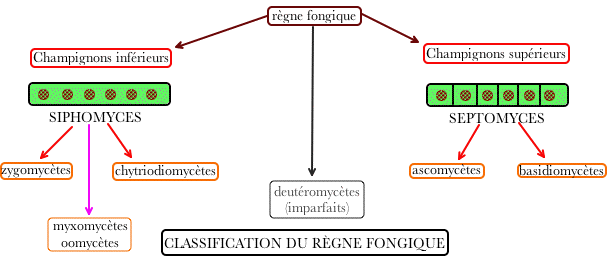 règne fongique
Champignons inférieurs
Champignons supérieurs
SIPHOMYCES
SEPTOMYCES
zygomycètes
chytriodiomycètes
ascomycètes
basidiomycètes
deutéromycètes
(imparfaits)
myxomycètes
oomycètes
CLASSIFICATION DU RÈGNE FONGIQUE